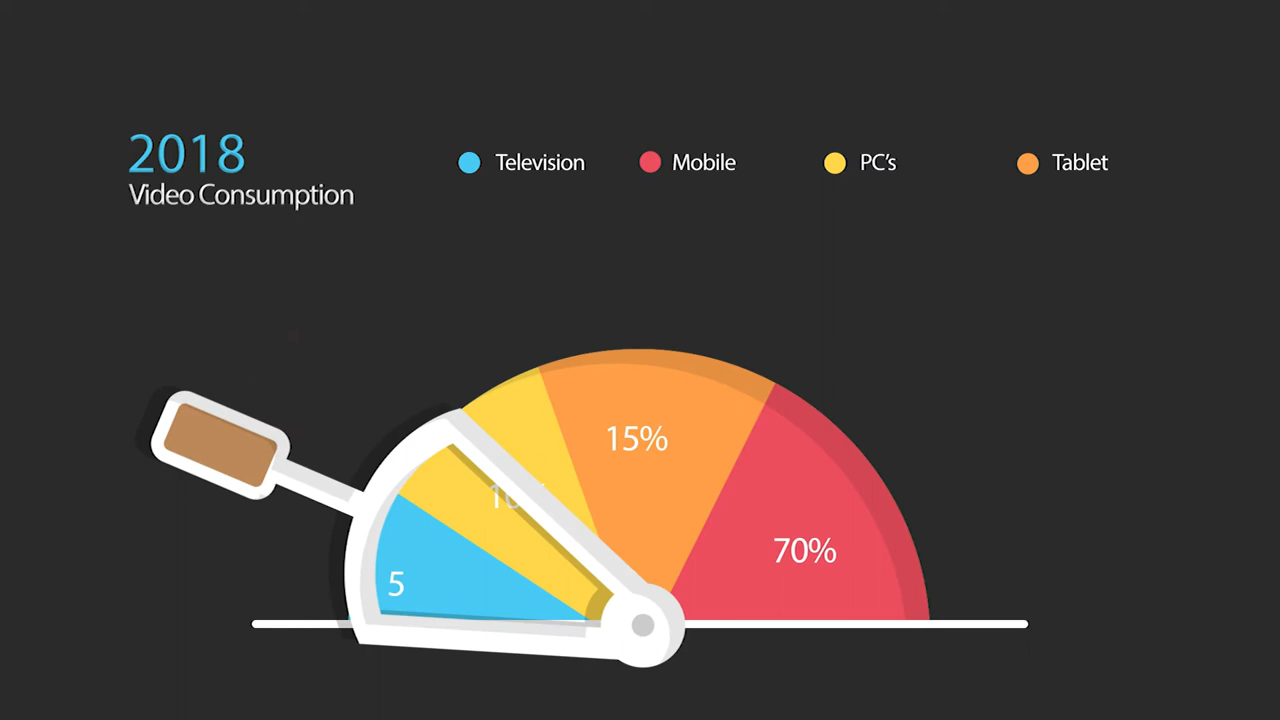 2018
Video Consumption
Television
Mobile
PC's
Tablet
15%
70%
5